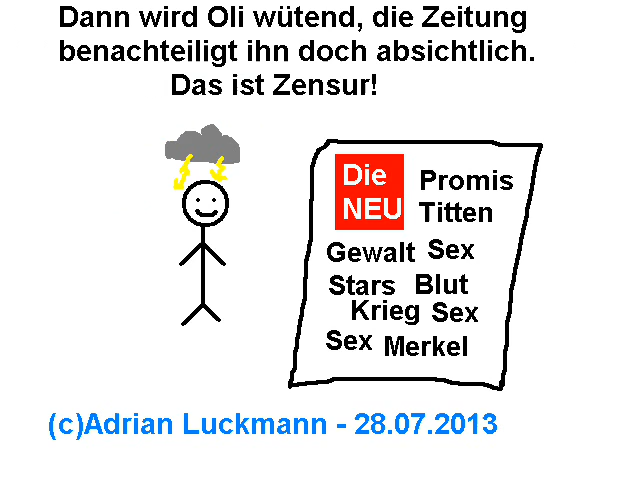 Dann wird Oli wütend, die Zeitung
benachteiligt ihn doch absichtlich.
Das ist Zensur!
Die
NEU
Promis
Titten
Gewalt Sex
Stars Blut
Krieg Sex
Sex Merkel
(c)Adrian Luckmann - 28.07.2013